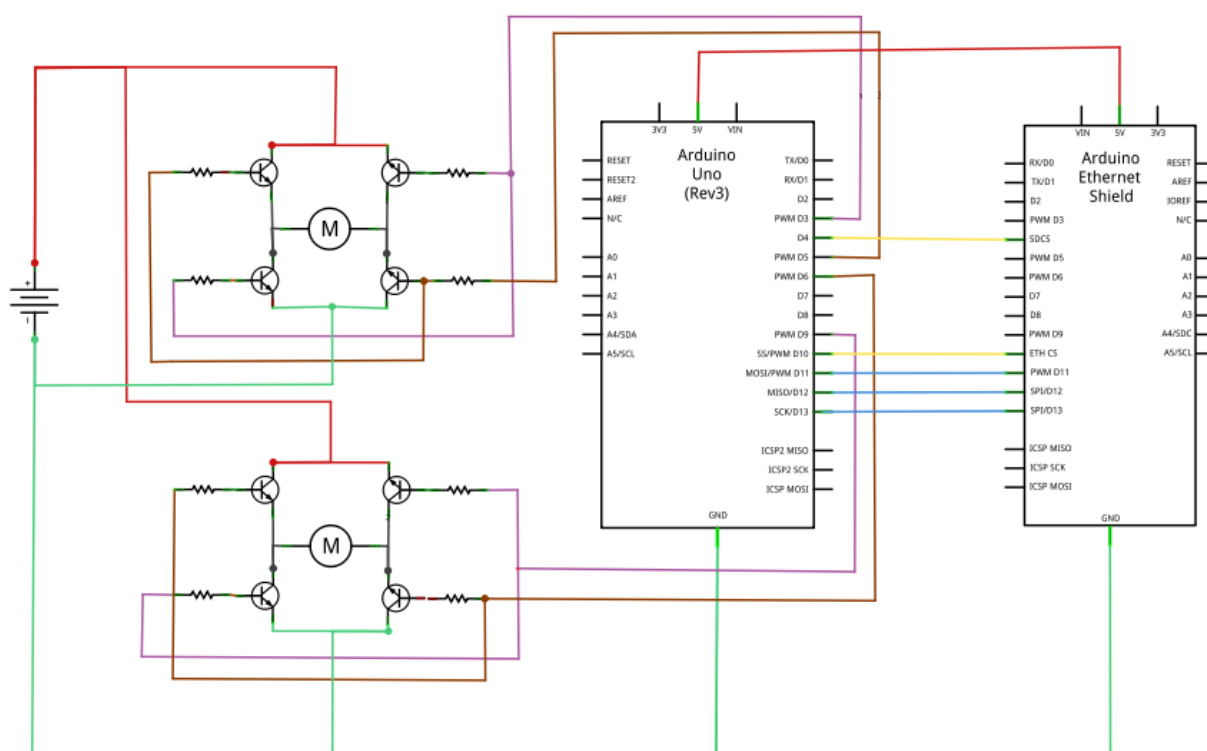 3V3
5V
VIN
Arduino
Uno
(Rev3)
RESET
RESET2
AREF
N/C
A0
A1
A2
A3
A4/SDA
A5/SCL
TX/D0
RX/D1
D2
PWM D3
D4
PWM D5
PWM D6
D7
D8
PWM D9
SS/PWM D10
MOSI/PWM D11
MISO/D12
SCK/D13
ICSP2 MISO
ICSP2 SCK
ICSP MOSI
GND
VIN
5V
3V3
Arduino
Ethernet
Shield
RX/D0
TX/D1
D2
PWM D3
SDCS
PWM D5
PWM D6
D7
D8
PWM D9
ETH CS
PWM D11
SPI/D12
SPI/D13
ICSP MISO
ICSP SCK
ICSP MOSI
RESET
AREF
IOREF
N/C
A0
A1
A2
A3
A4/SDC
A5/SCL
GND
+
−
M
M